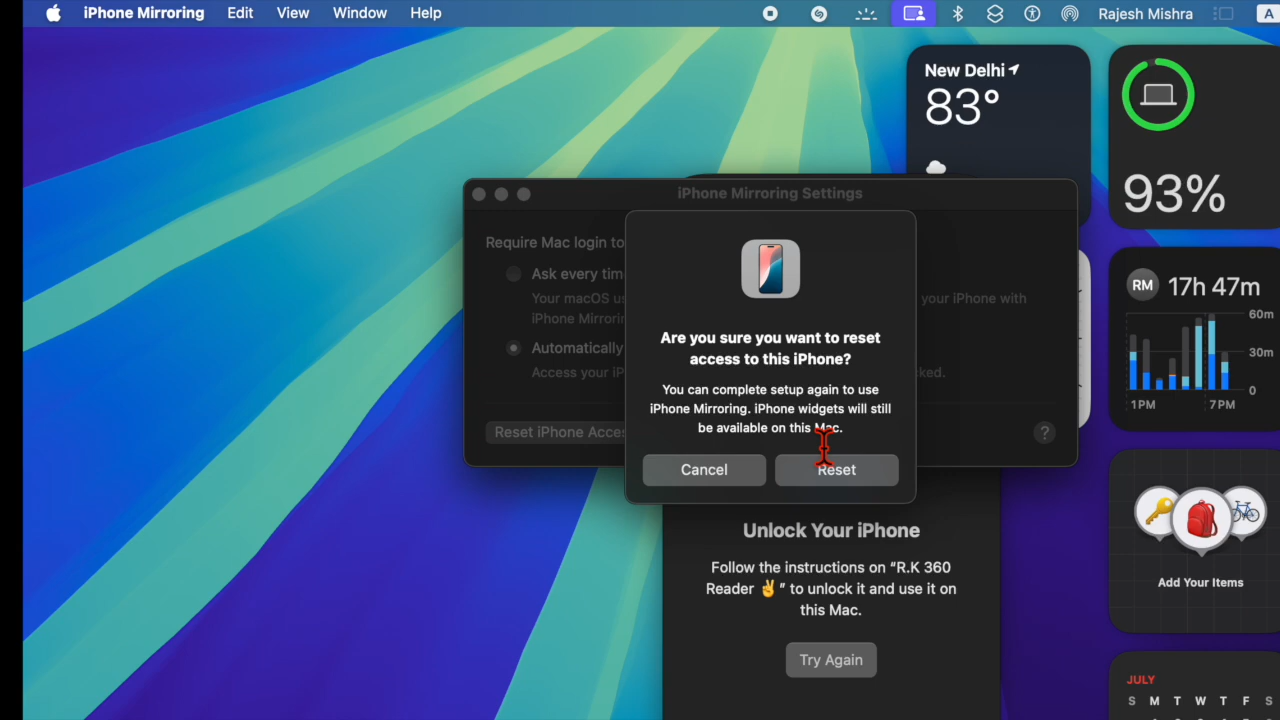 iPhone Mirroring Edit View Window Help Rajesh Mishra A
New Delhi
83°
93%
iPhone Mirroring Settings
Require Mac login to
Ask every tim
Your macOS us
your iPhone with
iPhone Mirrorin
Automatically
Access your iP
cked.
Reset iPhone Acces
?
Are you sure you want to reset
access to this iPhone?
You can complete setup again to use
iPhone Mirroring. iPhone widgets will still
be available on this Mac.
Cancel
Reset
Unlock Your iPhone
Follow the instructions on “R.K 360
Reader ✌️” to unlock it and use it on
this Mac.
Try Again
RM 17h 47m
60m
30m
0
1PM 7PM
Add Your Items
JULY
S M T W T F S